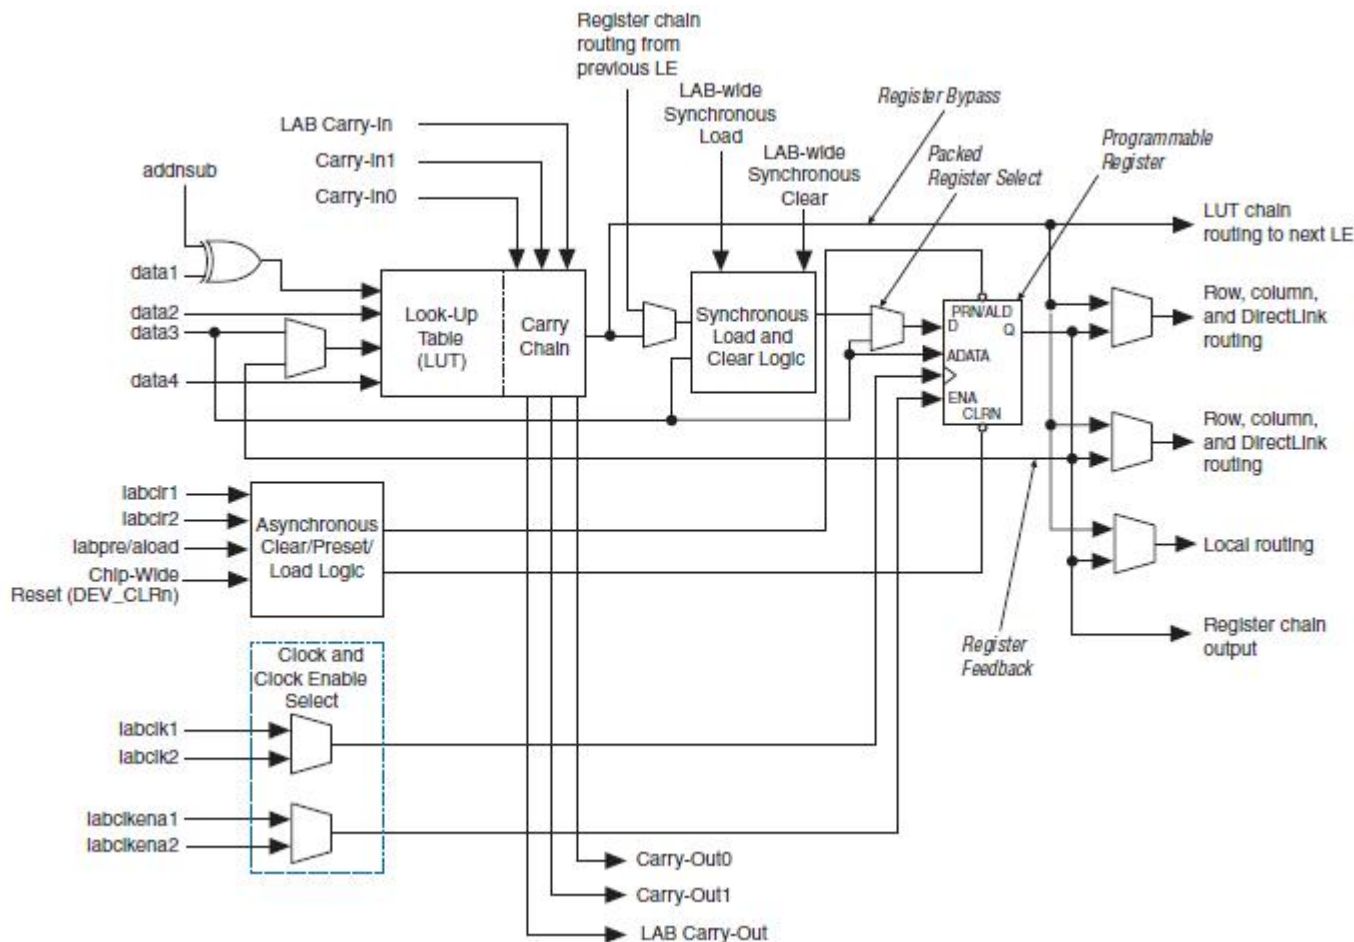 Register chain
routing from
previous LE
LAB-wide
Synchronous
Load
Register Bypass
Packed
Register Select
Programmable
Register
LAB Carry-In
Carry-In1
Carry-In0
LAB-wide
Synchronous
Clear
addnsub
LUT chain
routing to next LE
data1
data2
data3
data4
Look-Up
Table
(LUT)
Carry
Chain
Synchronous
Load and
Clear Logic
PRN/ALD
D
Q
ADATA
ENA
CLRN
Row, column,
and DirectLink
routing
Row, column,
and DirectLink
routing
labclr1
labclr2
labpre/aload
Chip-Wide
Reset (DEV_CLRn)
Asynchronous
Clear/Preset/
Load Logic
Local routing
Register chain
output
Register
Feedback
Clock and
Clock Enable
Select
labclk1
labclk2
labclkena1
labclkena2
Carry-Out0
Carry-Out1
LAB Carry-Out